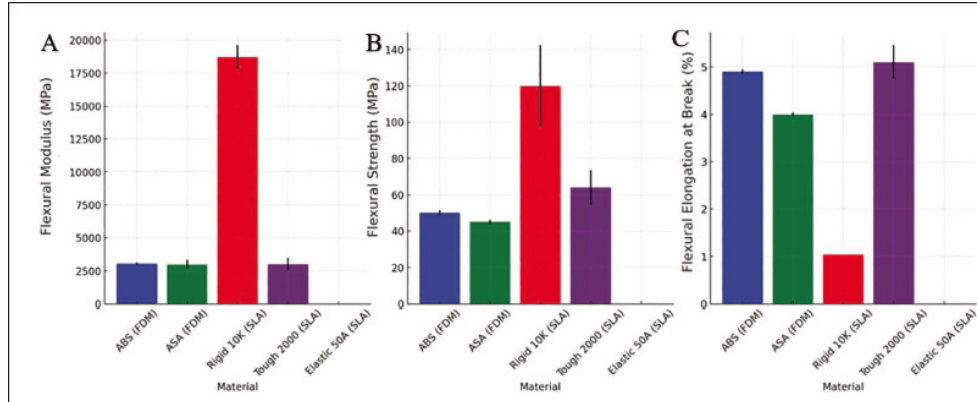 A
Flexural Modulus (MPa)
20000
17500
15000
12500
10000
7500
5000
2500
0
ABS (FDM)
ASA (FDM)
Rigid 10K (SLA)
Tough 2000 (SLA)
Elastic 50A (SLA)
Material
B
Flexural Strength (MPa)
140
120
100
80
60
40
20
0
ABS (FDM)
ASA (FDM)
Rigid 10K (SLA)
Tough 2000 (SLA)
Elastic 50A (SLA)
Material
C
Flexural Elongation at Break (%)
5
4
3
2
1
0
ABS (FDM)
ASA (FDM)
Rigid 10K (SLA)
Tough 2000 (SLA)
Elastic 50A (SLA)
Material